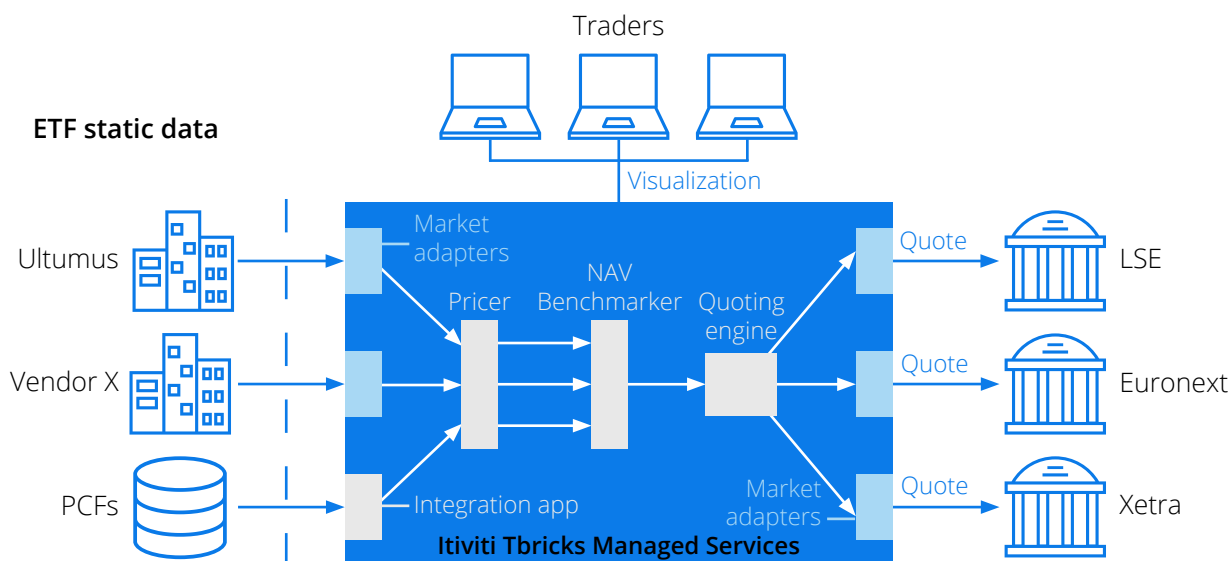 Traders
ETF static data
Visualization
Ultumus
Market
adapters
Quote
LSE
Pricer
NAV
Benchmarker
Quoting
engine
Vendor X
Quote
Euronext
PCFs
Integration app
Market
adapters
Quote
Xetra
Itiviti Tbricks Managed Services